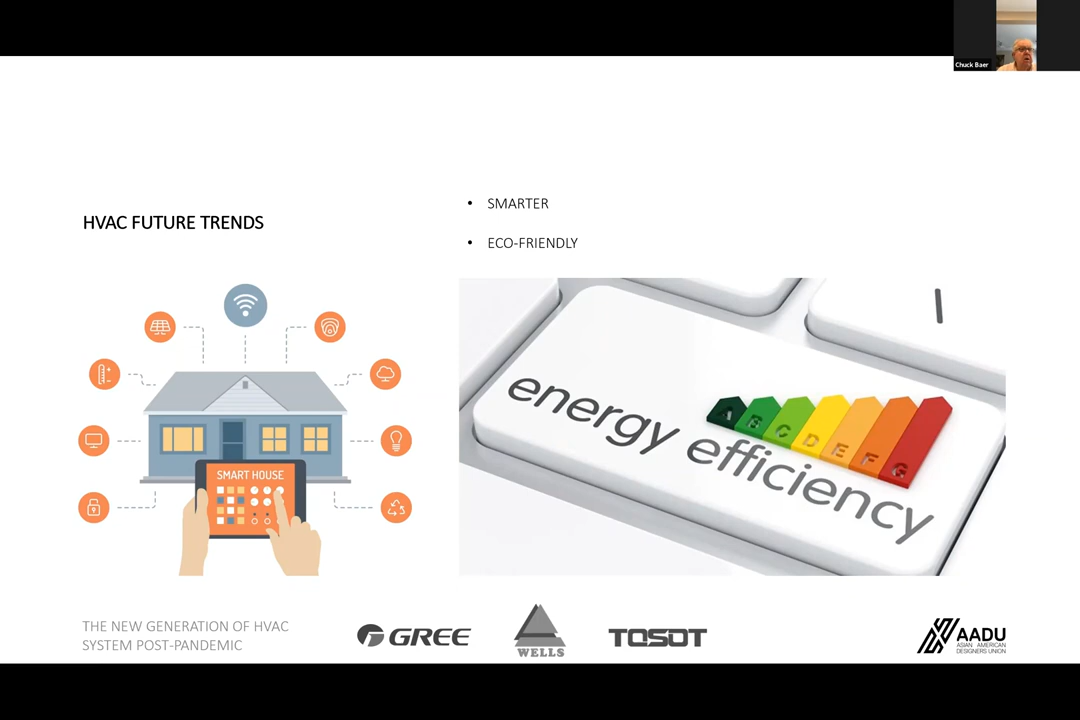 Chuck Baer
HVAC FUTURE TRENDS
• SMARTER
• ECO-FRIENDLY
SMART HOUSE
energy efficiency
A B C D E F G
THE NEW GENERATION OF HVAC
SYSTEM POST-PANDEMIC
GREE
WELLS
TOSOT
AADU
ASIAN AMERICAN
DESIGNERS UNION